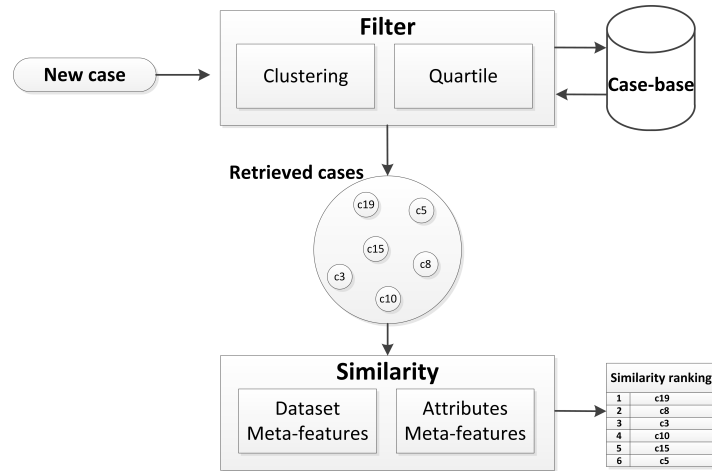 Filter
New case
Clustering
Quartile
Case-base
Retrieved cases
c19
c5
c15
c8
c3
c10
Similarity
Dataset
Meta-features
Attributes
Meta-features
Similarity ranking
1 c19
2 c8
3 c3
4 c10
5 c15
6 c5